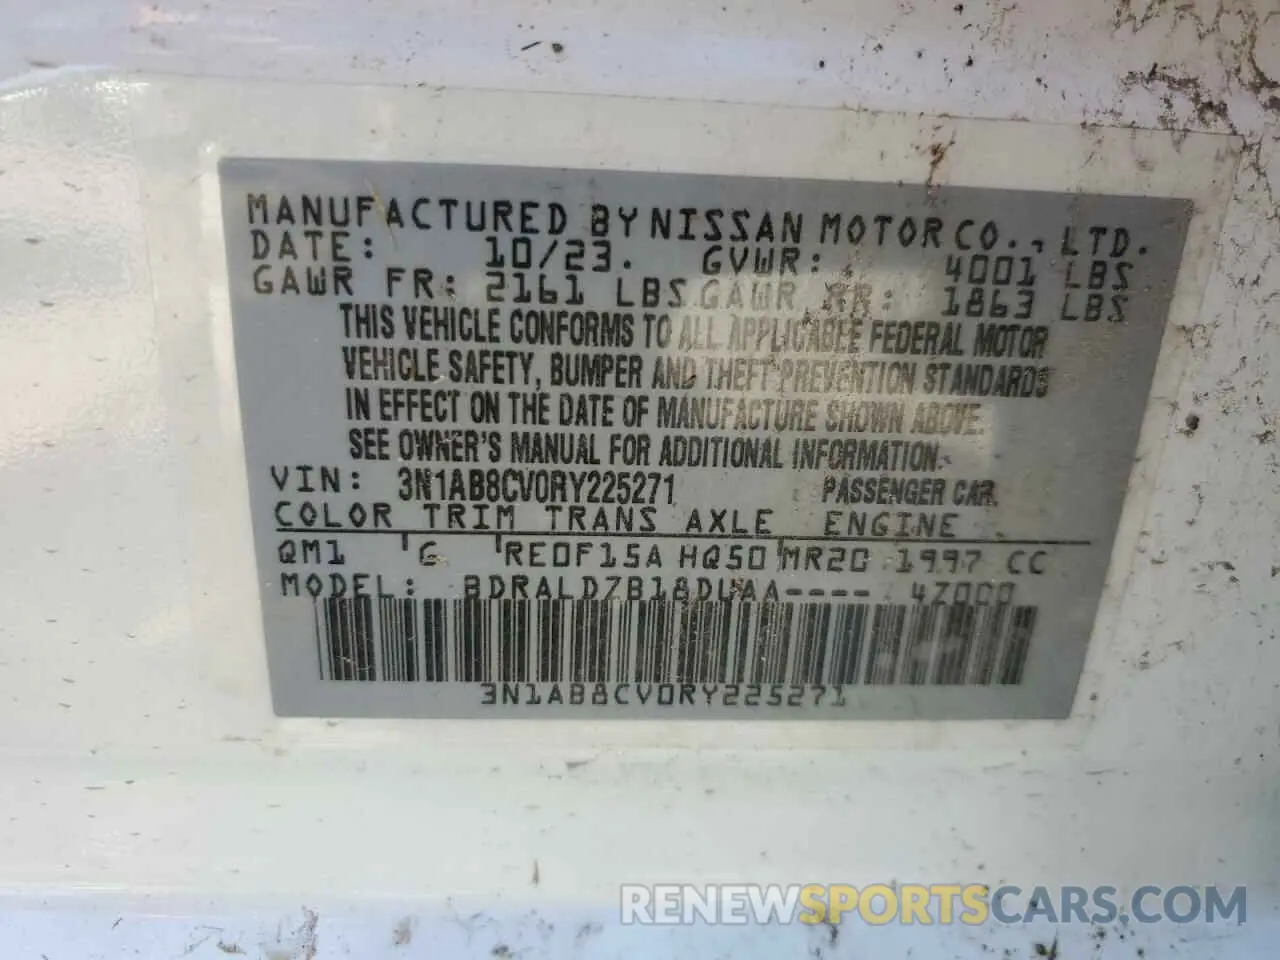 MANUFACTURED BY NISSAN MOTOR CO., LTD.
DATE: 10/23. GVWR: 4001 LBS
GAWR FR: 2161 LBS GAWR RR: 1863 LBS
THIS VEHICLE CONFORMS TO ALL APPLICABLE FEDERAL MOTOR
VEHICLE SAFETY, BUMPER AND THEFT PREVENTION STANDARDS
IN EFFECT ON THE DATE OF MANUFACTURE SHOWN ABOVE.
SEE OWNER'S MANUAL FOR ADDITIONAL INFORMATION.
VIN: 3N1AB8CV0RY225271 PASSENGER CAR
COLOR TRIM TRANS AXLE ENGINE
QM1 G RE0F15A HQ50 MR20 1997 CC
MODEL: BDRALDZB18DUAA---- 47000
3N1AB8CV0RY225271
RENEWSPORTSCARS.COM